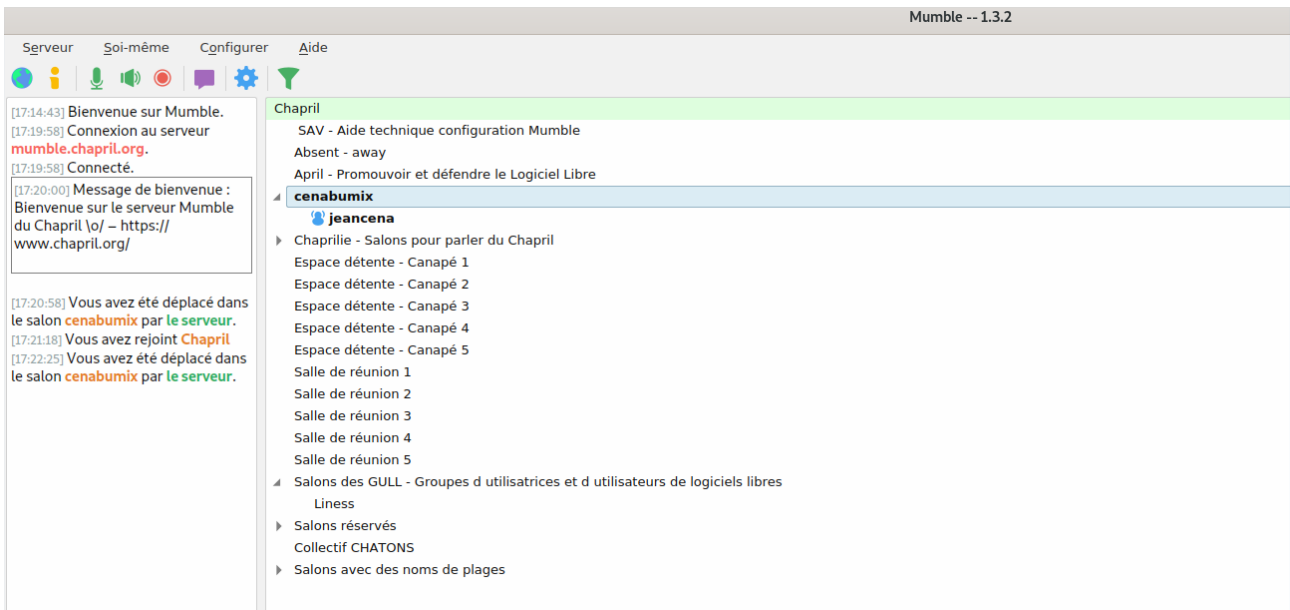 Mumble -- 1.3.2
Serveur Soi-même Configurer Aide
[17:14:43] Bienvenue sur Mumble.
[17:19:58] Connexion au serveur
mumble.chapril.org.
[17:19:58] Connecté.
[17:20:00] Message de bienvenue :
Bienvenue sur le serveur Mumble
du Chapril \o/ – https://
www.chapril.org/
[17:20:58] Vous avez été déplacé dans
le salon cenabumix par le serveur.
[17:21:18] Vous avez rejoint Chapril
[17:22:25] Vous avez été déplacé dans
le salon cenabumix par le serveur.
Chapril
SAV - Aide technique configuration Mumble
Absent - away
April - Promouvoir et défendre le Logiciel Libre
cenabumix
jeancena
Chaprilie - Salons pour parler du Chapril
Espace détente - Canapé 1
Espace détente - Canapé 2
Espace détente - Canapé 3
Espace détente - Canapé 4
Espace détente - Canapé 5
Salle de réunion 1
Salle de réunion 2
Salle de réunion 3
Salle de réunion 4
Salle de réunion 5
Salons des GULL - Groupes d utilisatrices et d utilisateurs de logiciels libres
Liness
Salons réservés
Collectif CHATONS
Salons avec des noms de plages